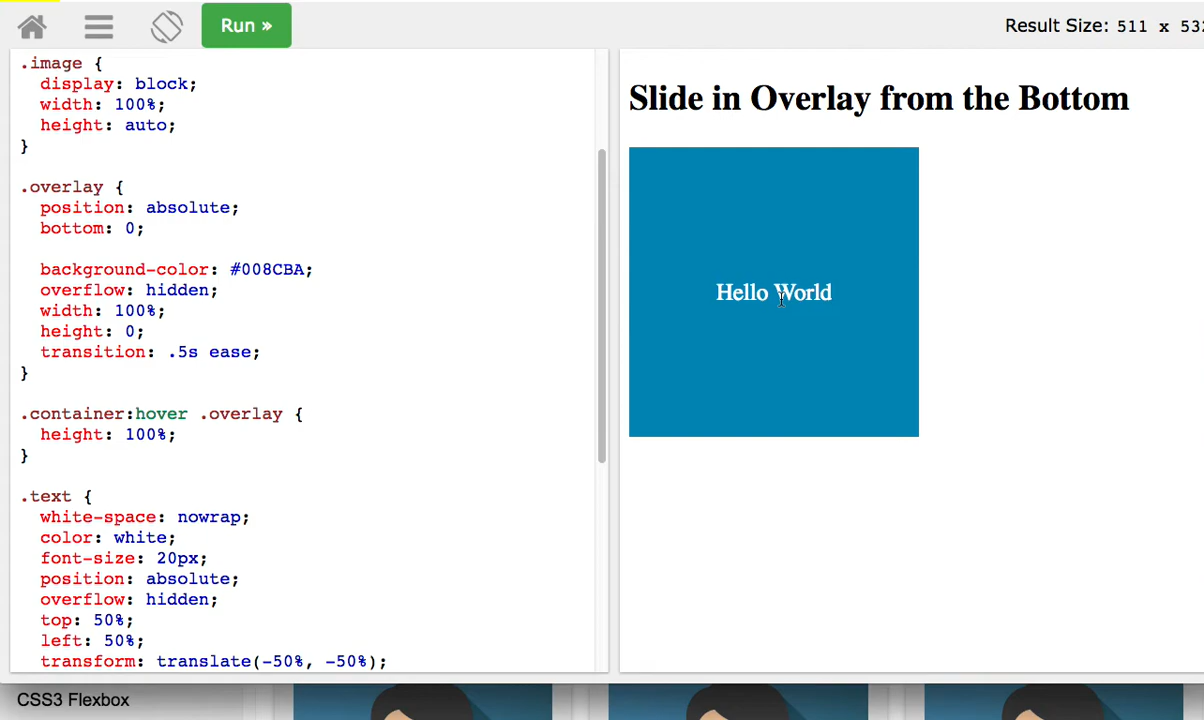 Run »
Result Size: 511 x 532
.image {
display: block;
width: 100%;
height: auto;
}
.overlay {
position: absolute;
bottom: 0;
background-color: #008CBA;
overflow: hidden;
width: 100%;
height: 0;
transition: .5s ease;
}
.container:hover .overlay {
height: 100%;
}
.text {
white-space: nowrap;
color: white;
font-size: 20px;
position: absolute;
overflow: hidden;
top: 50%;
left: 50%;
transform: translate(-50%, -50%);
Slide in Overlay from the Bottom
Hello World
CSS3 Flexbox